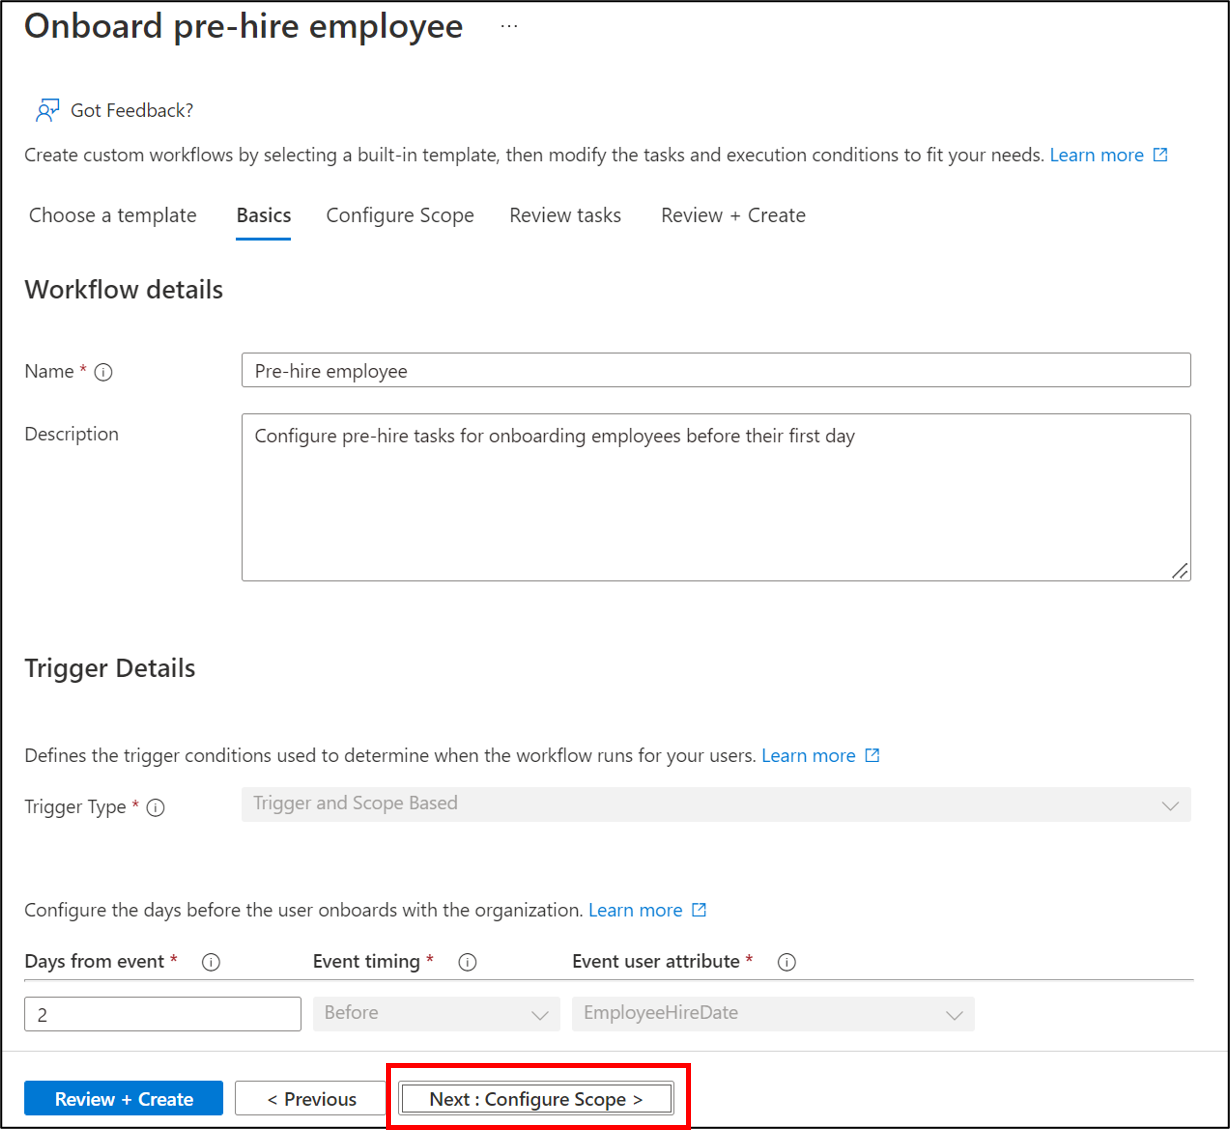 Onboard pre-hire employee ...
Got Feedback?
Create custom workflows by selecting a built-in template, then modify the tasks and execution conditions to fit your needs. Learn more
Choose a template Basics Configure Scope Review tasks Review + Create
Workflow details
Name * Pre-hire employee
Description Configure pre-hire tasks for onboarding employees before their first day
Trigger Details
Defines the trigger conditions used to determine when the workflow runs for your users. Learn more
Trigger Type * Trigger and Scope Based
Configure the days before the user onboards with the organization. Learn more
Days from event * Event timing * Event user attribute *
2 Before EmployeeHireDate
Review + Create < Previous Next : Configure Scope >